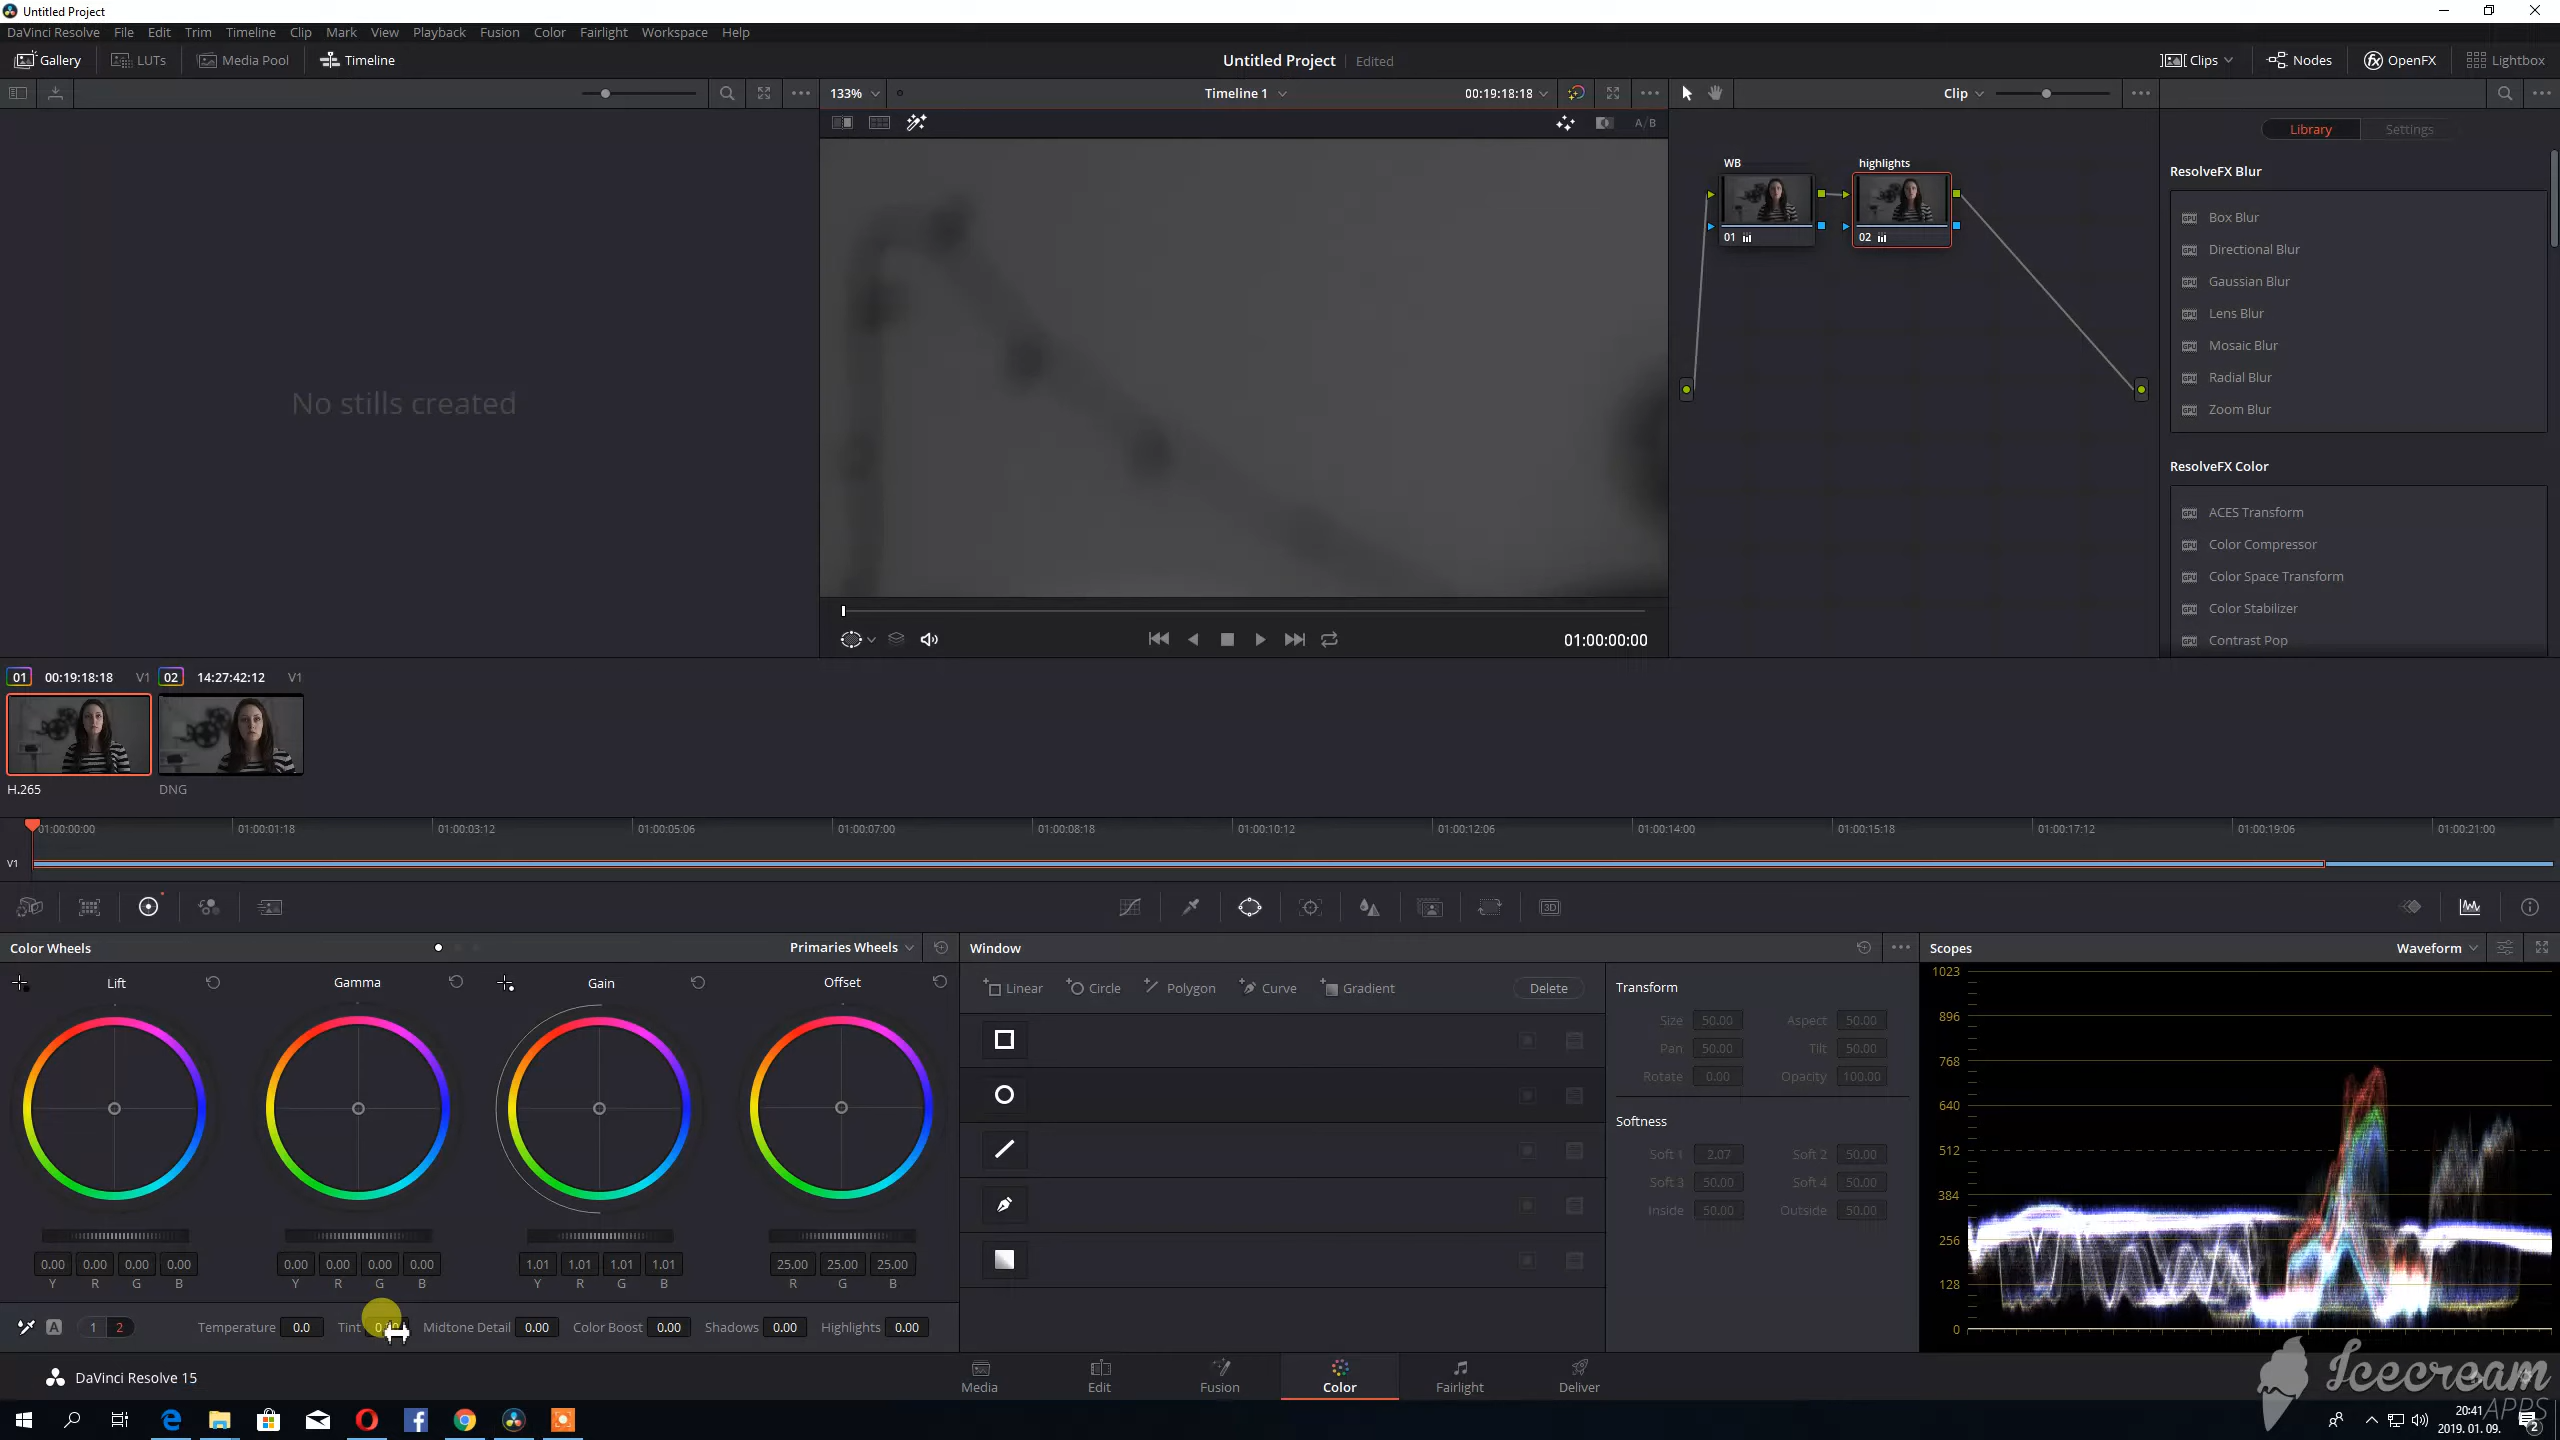 Untitled Project
DaVinci Resolve File Edit Trim Timeline Clip Mark View Playback Fusion Color Fairlight Workspace Help
Gallery LUTs Media Pool Timeline Untitled Project Edited Clips Nodes OpenFX Lightbox
133% Timeline 1 00:19:18:18 Clip
A/B
Library Settings
WB highlights
ResolveFX Blur
Box Blur
01 02
Directional Blur
Gaussian Blur
Lens Blur
Mosaic Blur
Radial Blur
No stills created
Zoom Blur
ResolveFX Color
ACES Transform
Color Compressor
Color Space Transform
Color Stabilizer
Contrast Pop
01:00:00:00
01 00:19:18:18 V1 02 14:27:42:12 V1
H.265 DNG
01:00:00:00 01:00:01:18 01:00:03:12 01:00:05:06 01:00:07:00 01:00:08:18 01:00:10:12 01:00:12:06 01:00:14:00 01:00:15:18 01:00:17:12 01:00:19:06 01:00:21:00
V1
3D
Color Wheels Primaries Wheels Window Scopes Waveform
Lift Gamma Gain Offset
Linear Circle Polygon Curve Gradient Delete
Transform
Size 50.00 Aspect 50.00
Pan 50.00 Tilt 50.00
Rotate 0.00 Opacity 100.00
Softness
Soft 1 2.07 Soft 2 50.00
Soft 3 50.00 Soft 4 50.00
Inside 50.00 Outside 50.00
1023
896
768
640
512
384
256
128
0
0.00 0.00 0.00 0.00 0.00 0.00 0.00 0.00 1.01 1.01 1.01 1.01 25.00 25.00 25.00
Y R G B Y R G B Y R G B R G B
A 1 2 Temperature 0.0 Tint Midtone Detail 0.00 Color Boost 0.00 Shadows 0.00 Highlights 0.00
DaVinci Resolve 15
Media Edit Fusion Color Fairlight Deliver
Icecream
APPS
20:41
2019. 01. 09.
2